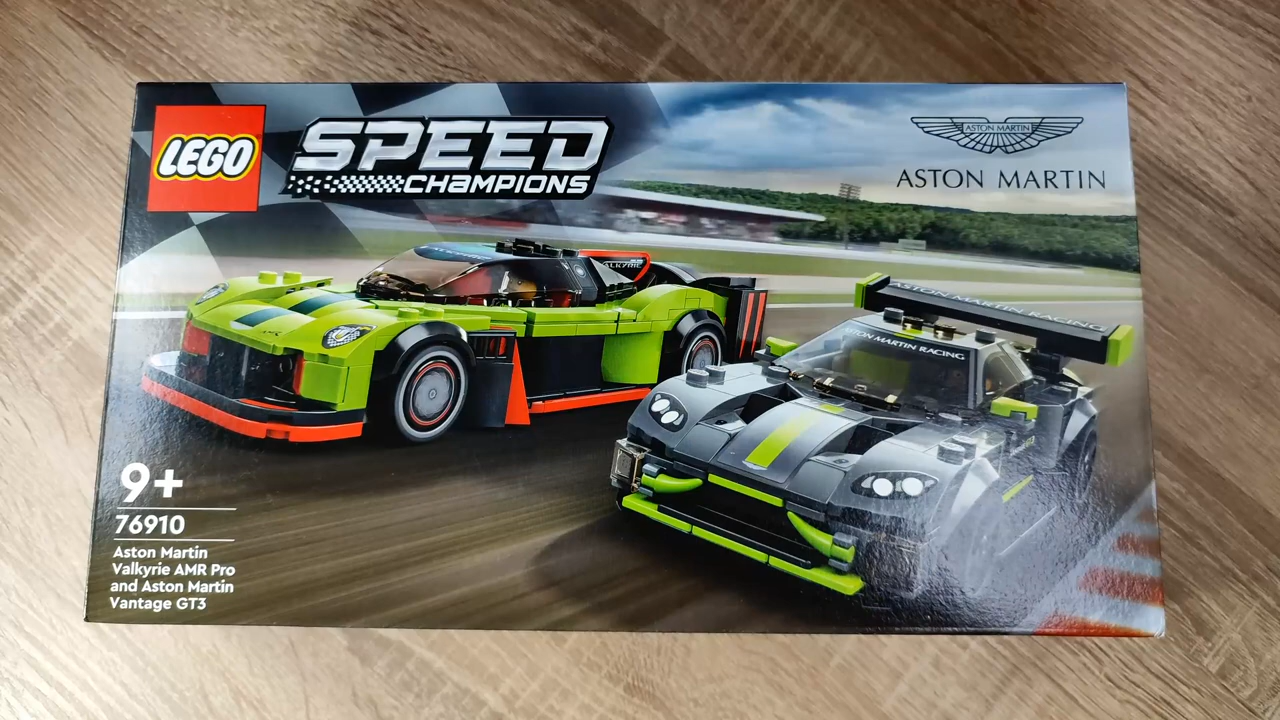 LEGO
SPEED
CHAMPIONS
ASTON MARTIN
ASTON MARTIN
VALKYRIE
ASTON MARTIN RACING
ASTON MARTIN RACING
9+
76910
Aston Martin
Valkyrie AMR Pro
and Aston Martin
Vantage GT3